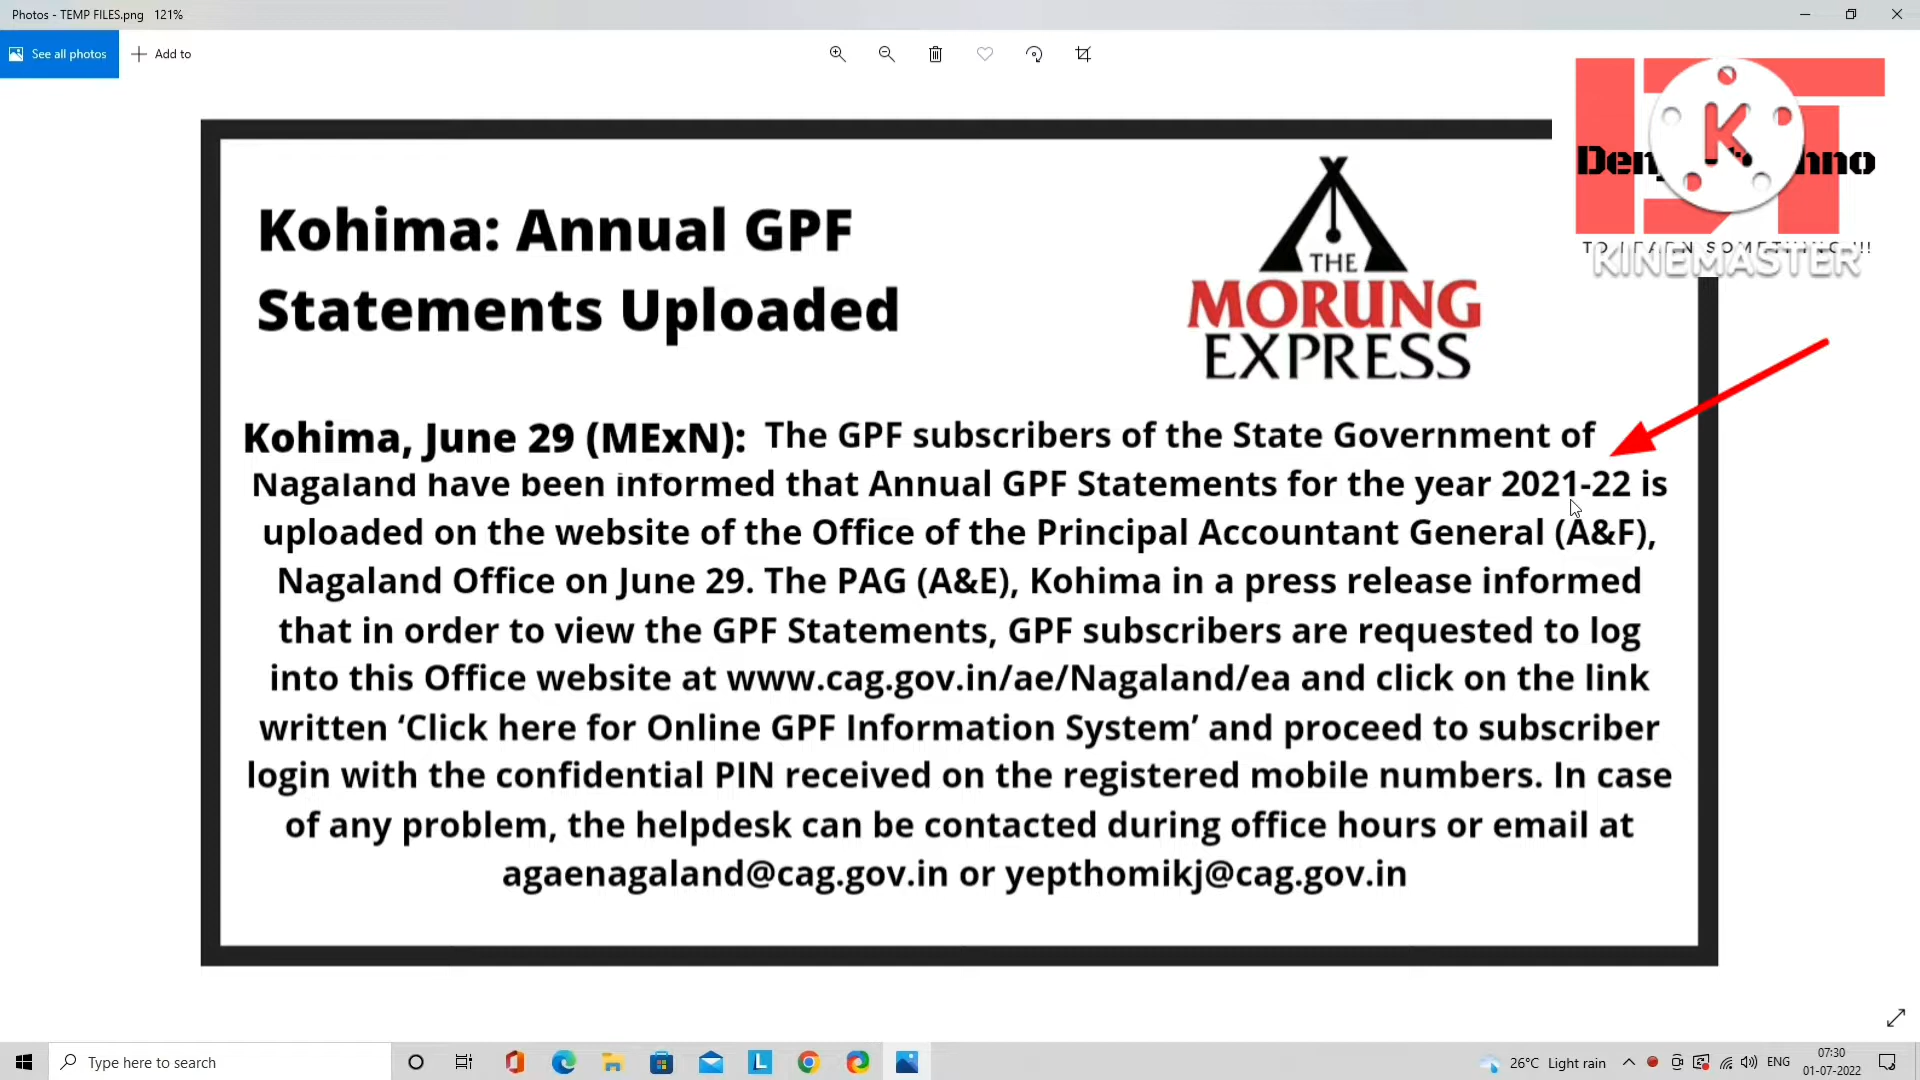 Photos - TEMP FILES.png 121%
See all photos
Add to
K
TO LEARN SOMETHING !!!
KINEMASTER
Kohima: Annual GPF
Statements Uploaded
THE
MORUNG
EXPRESS
Kohima, June 29 (MExN): The GPF subscribers of the State Government of
Nagaland have been informed that Annual GPF Statements for the year 2021-22 is
uploaded on the website of the Office of the Principal Accountant General (A&F),
Nagaland Office on June 29. The PAG (A&E), Kohima in a press release informed
that in order to view the GPF Statements, GPF subscribers are requested to log
into this Office website at www.cag.gov.in/ae/Nagaland/ea and click on the link
written ‘Click here for Online GPF Information System’ and proceed to subscriber
login with the confidential PIN received on the registered mobile numbers. In case
of any problem, the helpdesk can be contacted during office hours or email at
agaenagaland@cag.gov.in or yepthomikj@cag.gov.in
Type here to search
L
26°C Light rain
ENG
07:30
01-07-2022